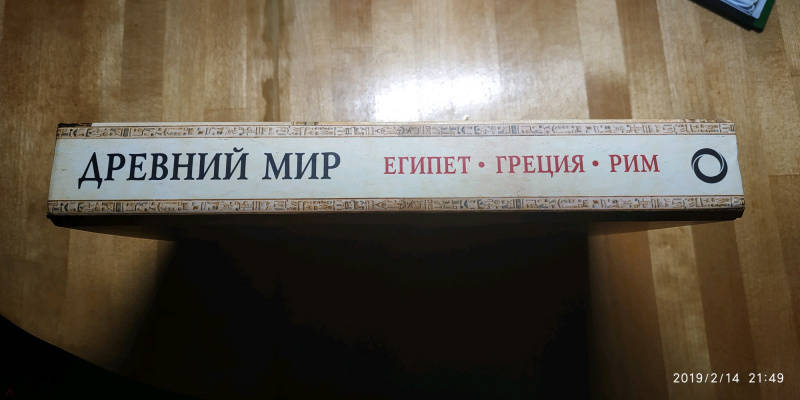 ДРЕВНИЙ МИР ЕГИПЕТ • ГРЕЦИЯ • РИМ
2019/2/14 21:49